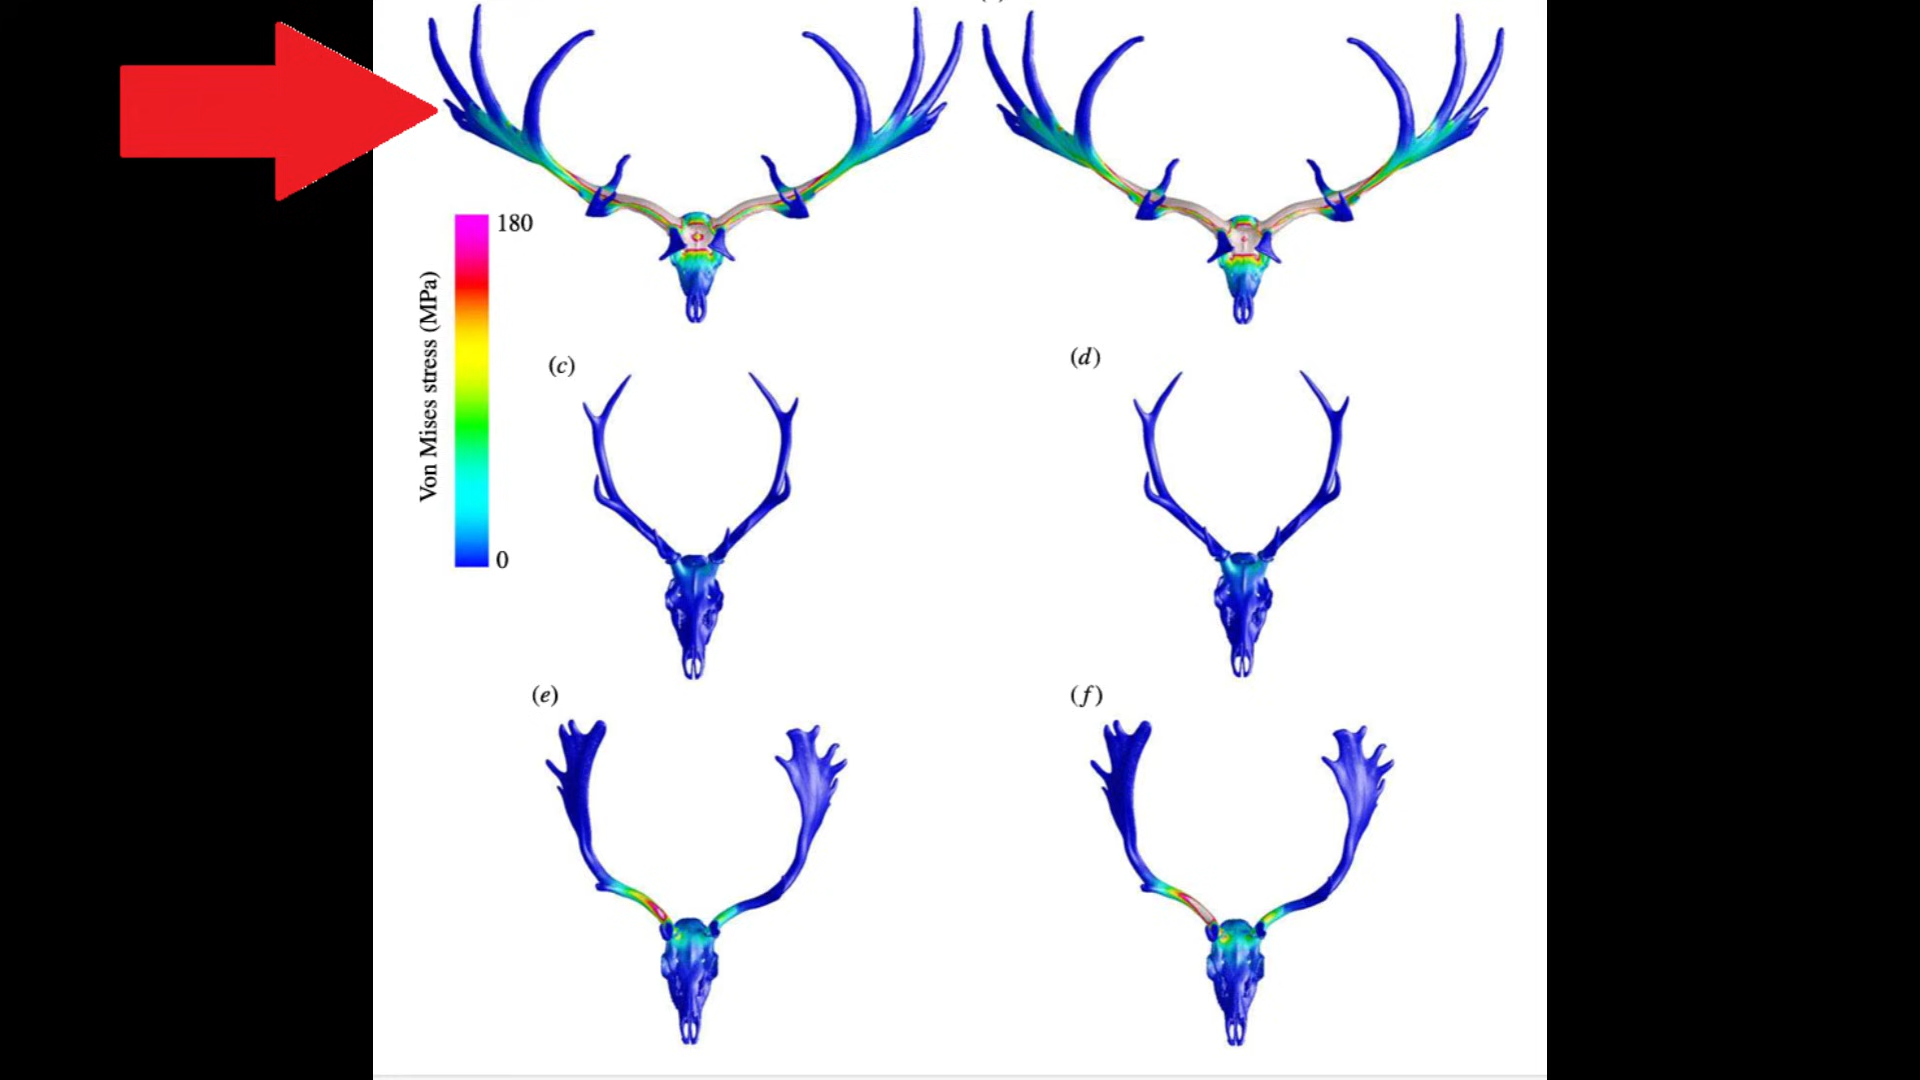 180
Von Mises stress (MPa)
0
(c)
(d)
(e)
(f)